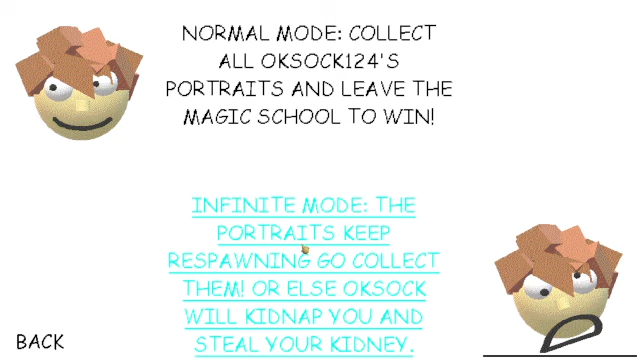 NORMAL MODE: COLLECT
ALL OKSOCK124'S
PORTRAITS AND LEAVE THE
MAGIC SCHOOL TO WIN!
INFINITE MODE: THE
PORTRAITS KEEP
RESPAWNING GO COLLECT
THEM! OR ELSE OKSOCK
WILL KIDNAP YOU AND
STEAL YOUR KIDNEY.
BACK